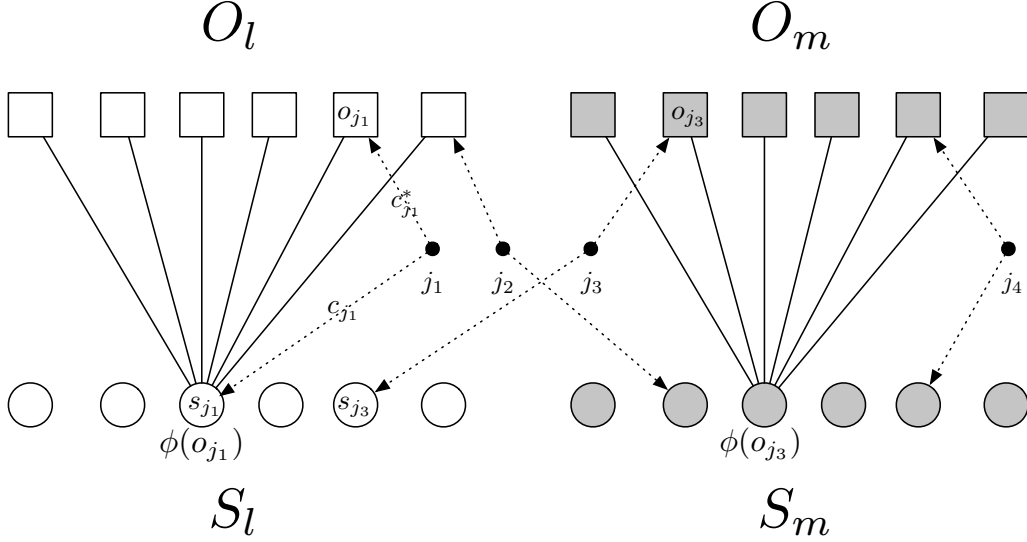 O_l O_m
o_{j_1} o_{j_3}
c^*_{j_1}
j_1 j_2 j_3 j_4
c_{j_1}
s_{j_1} s_{j_3}
ϕ(o_{j_1}) ϕ(o_{j_3})
S_l S_m